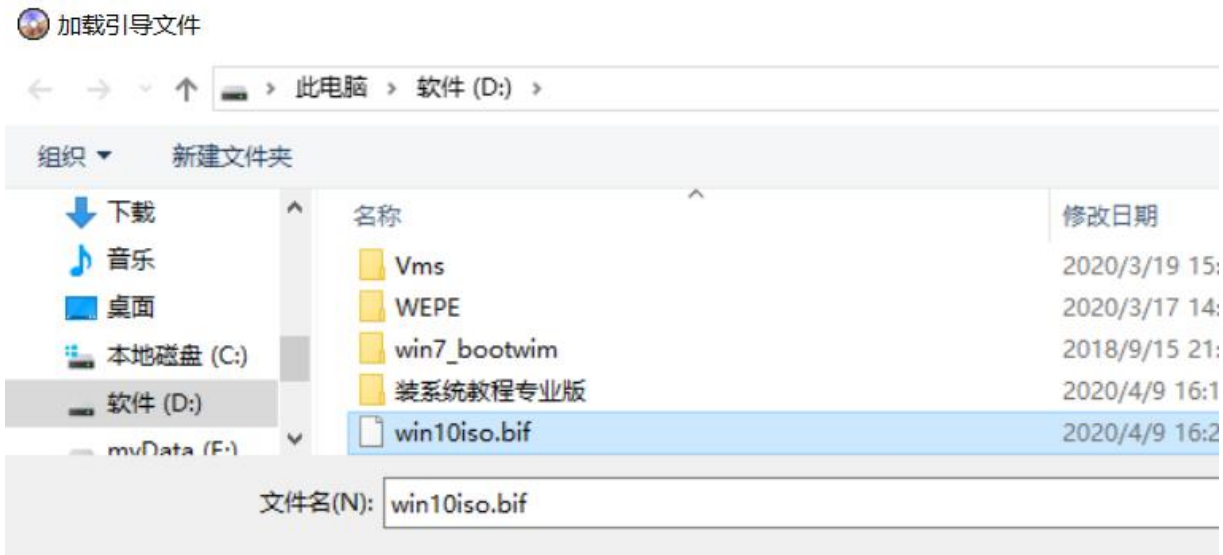 加载引导文件
此电脑 > 软件 (D:) >
组织 新建文件夹
下载
音乐
桌面
本地磁盘 (C:)
软件 (D:)
myData (F:)
名称 修改日期
Vms 2020/3/19 15:
WEPE 2020/3/17 14:
win7_bootwim 2018/9/15 21:
装系统教程专业版 2020/4/9 16:1
win10iso.bif 2020/4/9 16:2
文件名(N): win10iso.bif